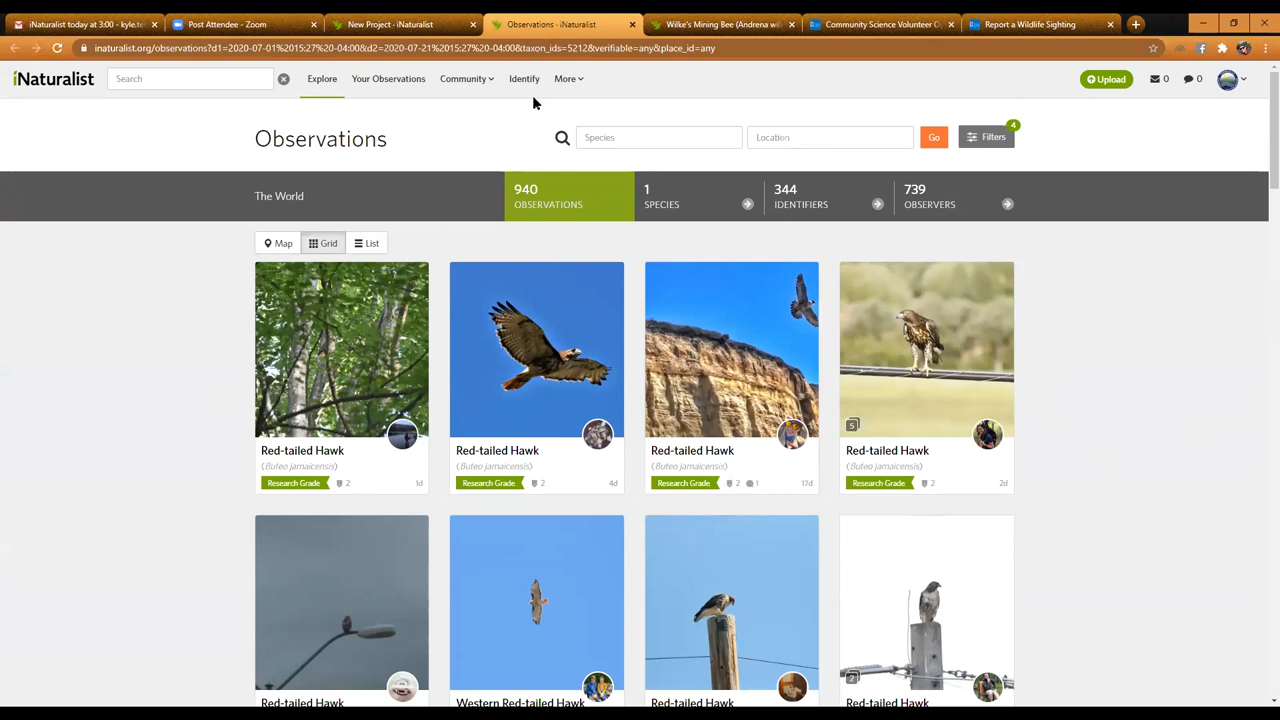 iNaturalist today at 3:00 - kyle.te
Post Attendee - Zoom
New Project - iNaturalist
Observations - iNaturalist
Wilke's Mining Bee (Andrena wil
Community Science Volunteer O
Report a Wildlife Sighting
inaturalist.org/observations?d1=2020-07-01%2015:27%20-04:00&d2=2020-07-21%2015:27%20-04:00&taxon_ids=5212&verifiable=any&place_id=any
iNaturalist
Search
Explore
Your Observations
Community
Identify
More
Upload
0
0
Observations
Species
Location
Go
Filters
4
The World
940
OBSERVATIONS
1
SPECIES
344
IDENTIFIERS
739
OBSERVERS
Map
Grid
List
Red-tailed Hawk
(Buteo jamaicensis)
Research Grade
2
1d
Red-tailed Hawk
(Buteo jamaicensis)
Research Grade
2
4d
Red-tailed Hawk
(Buteo jamaicensis)
Research Grade
2
1
17d
5
Red-tailed Hawk
(Buteo jamaicensis)
Research Grade
2
2d
Red-tailed Hawk
Western Red-tailed Hawk
Red-tailed Hawk
2
Red-tailed Hawk